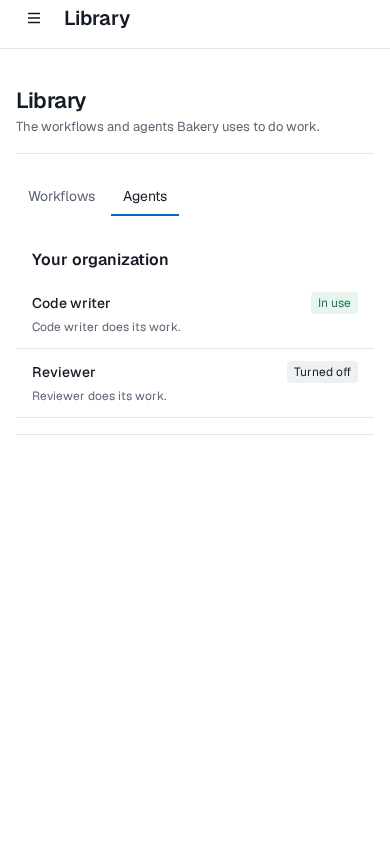 Library
Library
The workflows and agents Bakery uses to do work.
Workflows Agents
Your organization
Code writer In use
Code writer does its work.
Reviewer Turned off
Reviewer does its work.